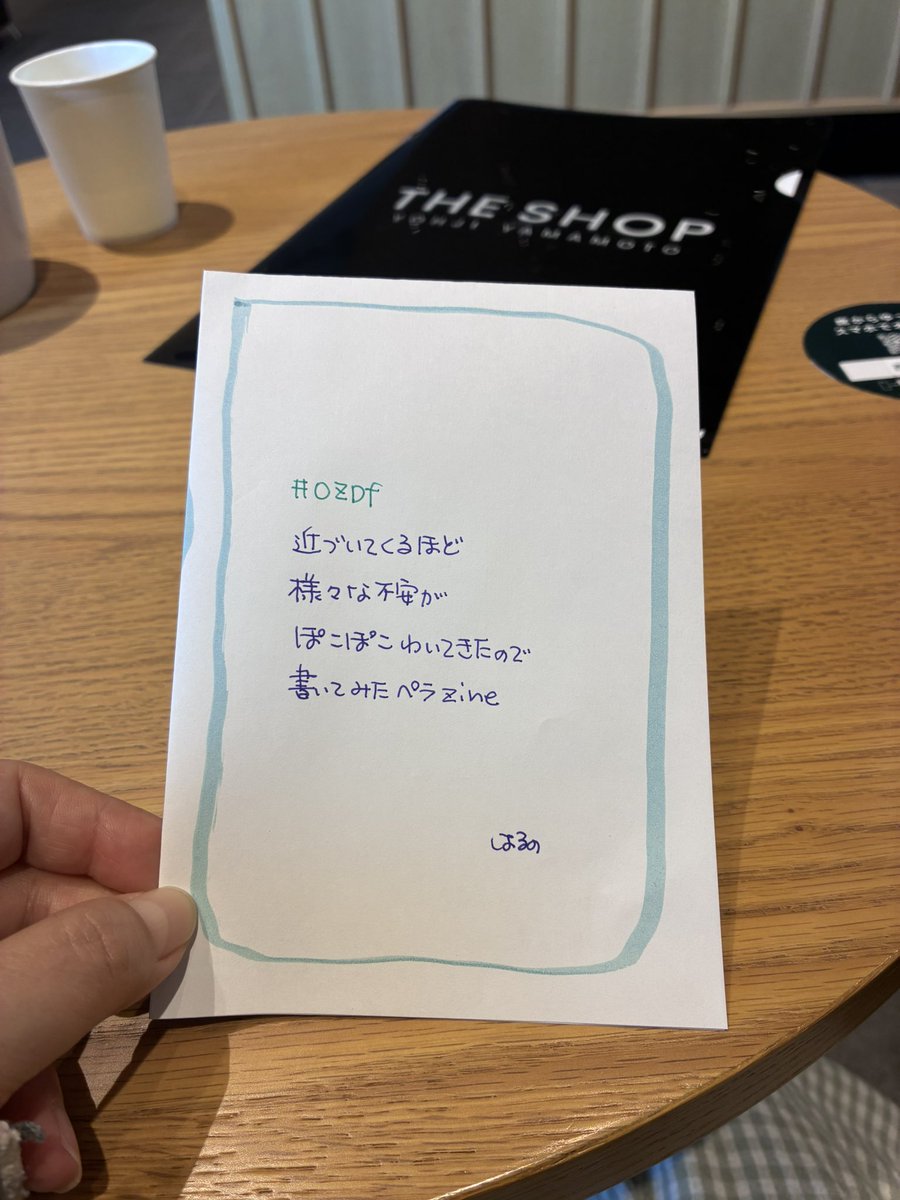 THE SHOP
YOHJI YAMAMOTO
#OZDf
近づいてくるほど
様々な不安が
ぽこぽこわいてきたので
書いてみたペラzine
はるの